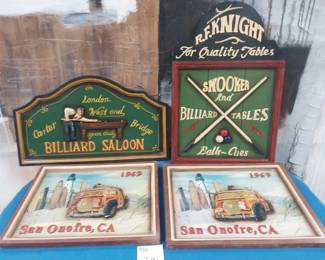 R.F. KNIGHT
For Quality Tables
SNOOKER
And
BILLIARD TABLES
Balls - Cues
London
West end
Carter
Bridge
BILLIARD SALOON
1969
San Onofre, CA
1969
San Onofre, CA